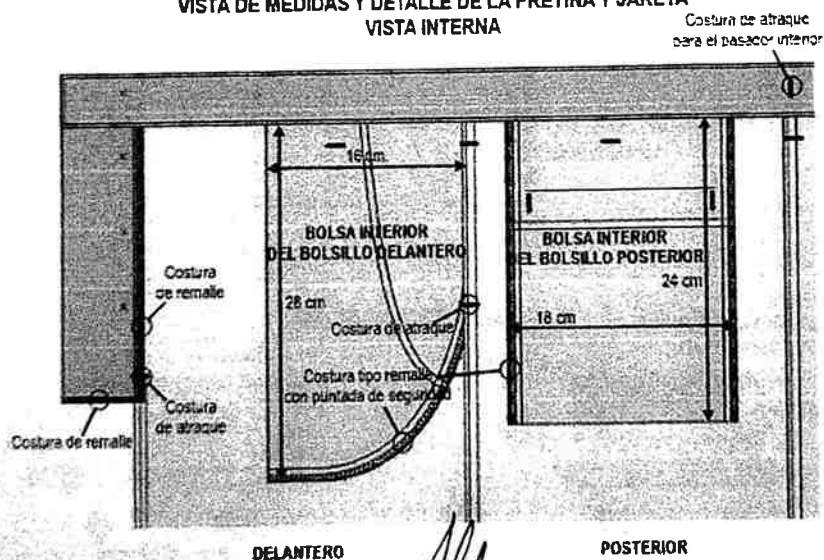 VISTA DE MEDIDAS Y DETALLE DE LA PRETINA Y JARETA
VISTA INTERNA
Costura de atraque
para el pasador interior
16 cm
BOLSA INTERIOR
DEL BOLSILLO DELANTERO
28 cm
BOLSA INTERIOR
EL BOLSILLO POSTERIOR
24 cm
18 cm
Costura
de remalle
Costura de atraque
Costura tipo remalle
con puntada de seguridad
Costura
de atraque
Costura de remalle
DELANTERO
POSTERIOR